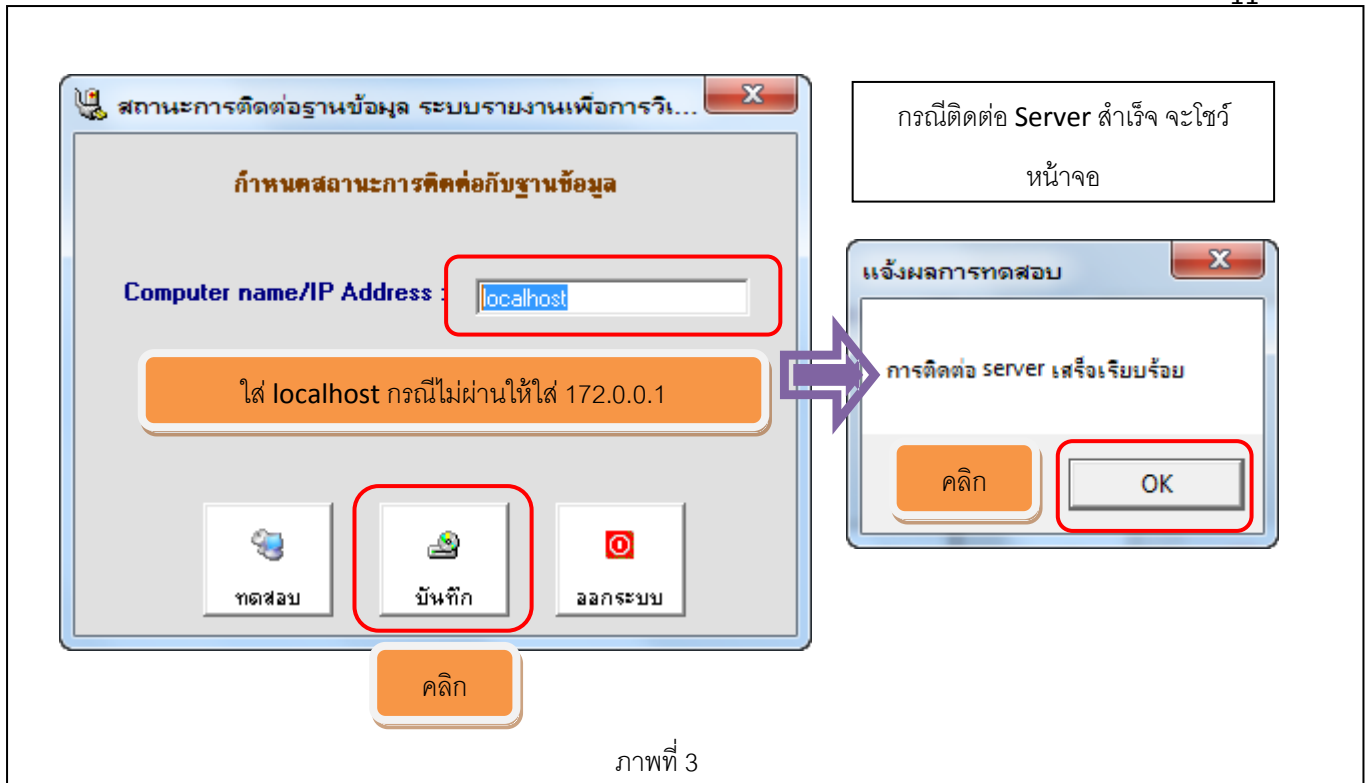 11
สถานะการติดต่อฐานข้อมูล ระบบรายงานเพื่อการวิเ...
กำหนดสถานะการติดต่อกับฐานข้อมูล
Computer name/IP Address :
localhost
ใส่ localhost กรณีไม่ผ่านให้ใส่ 172.0.0.1
ทดสอบ
บันทึก
ออกระบบ
คลิก
กรณีติดต่อ Server สำเร็จ จะโชว์
หน้าจอ
แจ้งผลการทดสอบ
การติดต่อ server เสร็จเรียบร้อย
คลิก
OK
ภาพที่ 3